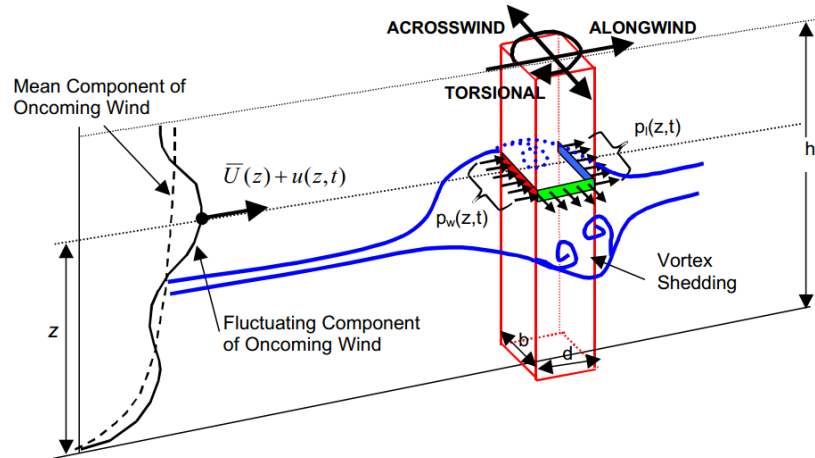 ACROSSWIND
ALONGWIND
TORSIONAL
Mean Component of
Oncoming Wind
U̅(z) + u(z,t)
p_l(z,t)
p_w(z,t)
h
z
Fluctuating Component
of Oncoming Wind
Vortex
Shedding
b
d